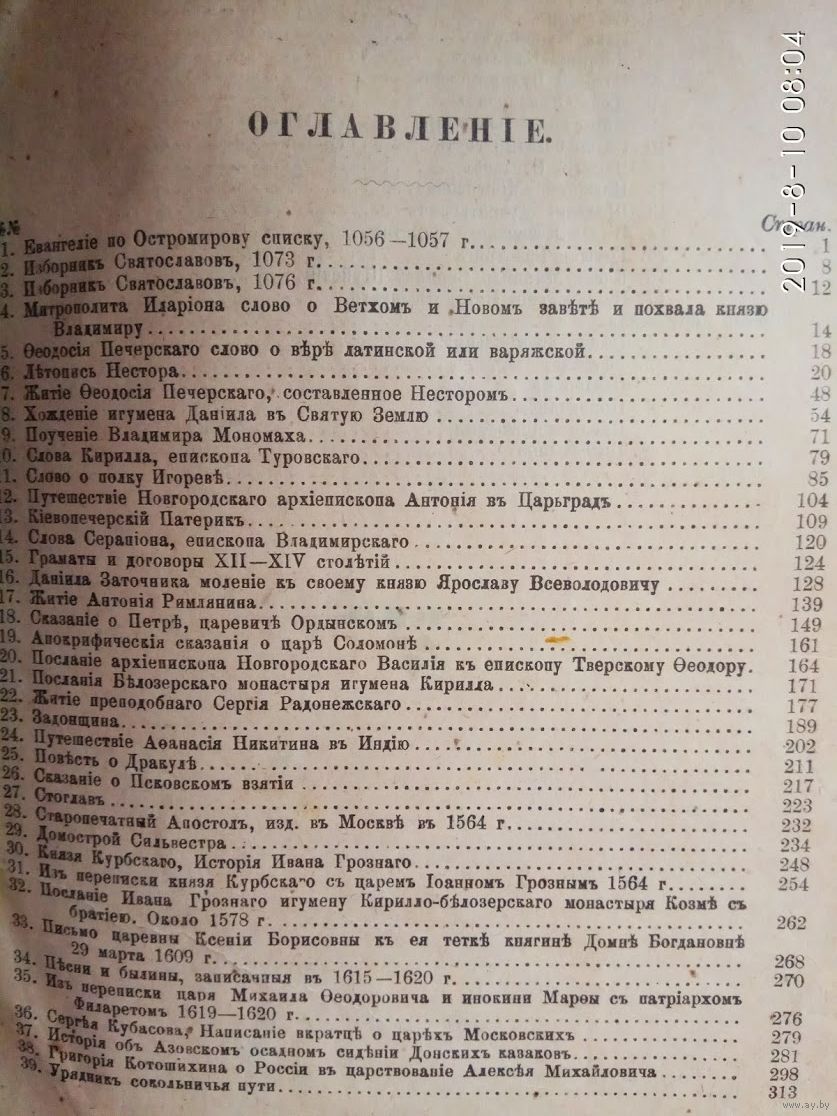 2019-8-10 08:04
ОГЛАВЛЕНІЕ.
№ Стран.
1. Евангеліе по Остромирову списку, 1056—1057 г. 1
2. Изборникъ Святославовъ, 1073 г. 8
3. Изборникъ Святославовъ, 1076 г. 12
4. Митрополита Иларіона слово о Ветхомъ и Новомъ завѣтѣ и похвала князю
Владимиру 14
5. Ѳеодосія Печерскаго слово о вѣрѣ латинской или варяжской. 18
6. Лѣтопись Нестора. 20
7. Житіе Ѳеодосія Печерскаго, составленное Несторомъ. 48
8. Хожденіе игумена Даніила въ Святую Землю 54
9. Поученіе Владимира Мономаха. 71
0. Слова Кирилла, епископа Туровскаго. 79
1. Слово о полку Игоревѣ. 85
12. Путешествіе Новгородскаго архіепископа Антонія въ Царьградъ 104
13. Кіевопечерскій Патерикъ. 109
14. Слова Серапіона, епископа Владимирскаго 120
15. Граматы и договоры XII—XIV столѣтій 124
16. Даніила Заточника моленіе къ своему князю Ярославу Всеволодовичу 128
17. Житіе Антонія Римлянина. 139
18. Сказаніе о Петрѣ, царевичѣ Ордынскомъ 149
19. Апокрифическія сказанія о царѣ Соломонѣ 161
20. Посланіе архіепископа Новгородскаго Василія къ епископу Тверскому Ѳеодору. 164
21. Посланія Бѣлозерскаго монастыря игумена Кирилла 171
22. Житіе преподобнаго Сергія Радонежскаго 177
23. Задонщина 189
24. Путешествіе Аѳанасія Никитина въ Индію 202
25. Повѣсть о Дракулѣ. 211
26. Сказаніе о Псковскомъ взятіи 217
27. Стоглавъ 223
28. Старопечатный Апостолъ, изд. въ Москвѣ въ 1564 г. 232
29. Домострой Сильвестра 234
30. Князя Курбскаго, Исторія Ивана Грознаго. 248
31. Изъ переписки князя Курбскаго съ царемъ Іоанномъ Грознымъ 1564 г. 254
32. Посланіе Ивана Грознаго игумену Кирилло-бѣлозерскаго монастыря Козмѣ съ
братіею. Около 1578 г. 262
33. Письмо царевны Ксеніи Борисовны къ ея теткѣ княгинѣ Домнѣ Богдановнѣ
29 марта 1609 г. 268
34. Пѣсни и былины, записанныя въ 1615—1620 г. 270
35. Изъ переписки царя Михаила Ѳеодоровича и инокини Марѳы съ патріархомъ
Филаретомъ 1619—1620 г. 276
36. Сергѣя Кубасова, Написаніе вкратцѣ о царѣхъ Московскихъ 279
37. Исторія объ Азовскомъ осадномъ сидѣніи Донскихъ казаковъ. 281
38. Григорія Котошихина о Россіи въ царствованіе Алексѣя Михайловича 298
39. Урядникъ сокольничья пути 313
www.ay.by